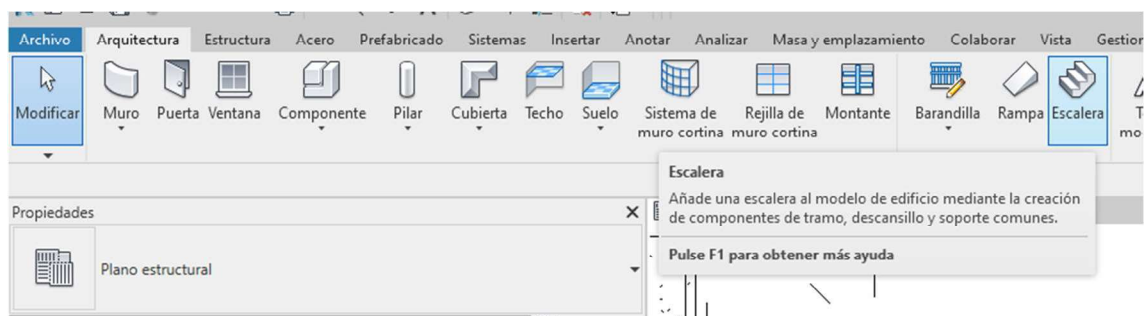 Archivo Arquitectura Estructura Acero Prefabricado Sistemas Insertar Anotar Analizar Masa y emplazamiento Colaborar Vista
Modificar Muro Puerta Ventana Componente Pilar Cubierta Techo Suelo Sistema de Rejilla de Montante Barandilla Rampa Escalera
muro cortina muro cortina
Escalera
Añade una escalera al modelo de edificio mediante la creación
de componentes de tramo, descansillo y soporte comunes.
Pulse F1 para obtener más ayuda
Propiedades
Plano estructural